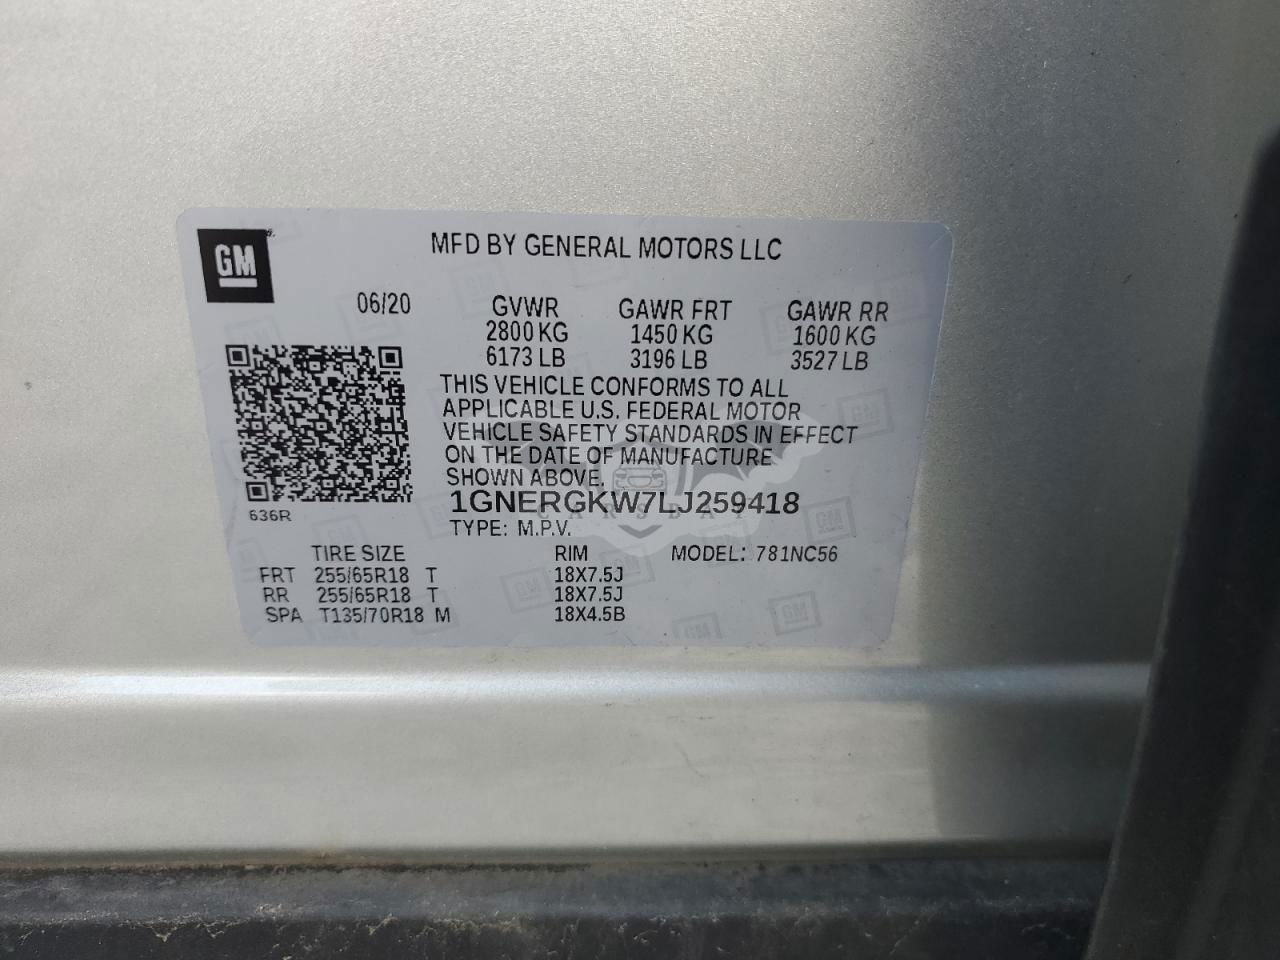 GM
MFD BY GENERAL MOTORS LLC
06/20 GVWR GAWR FRT GAWR RR
2800 KG 1450 KG 1600 KG
6173 LB 3196 LB 3527 LB
THIS VEHICLE CONFORMS TO ALL
APPLICABLE U.S. FEDERAL MOTOR
VEHICLE SAFETY STANDARDS IN EFFECT
ON THE DATE OF MANUFACTURE
SHOWN ABOVE.
636R
1GNERGKW7LJ259418
CARSBAT
TYPE: M.P.V.
TIRE SIZE RIM MODEL: 781NC56
FRT 255/65R18 T 18X7.5J
RR 255/65R18 T 18X7.5J
SPA T135/70R18 M 18X4.5B